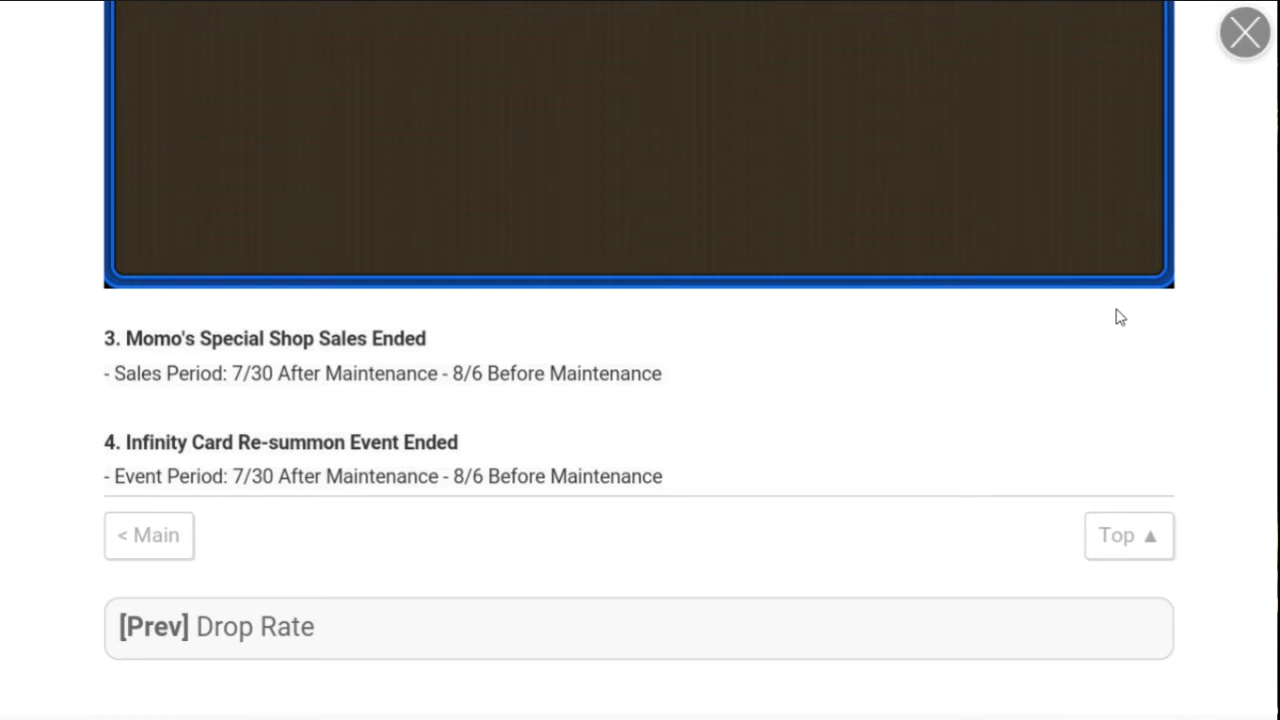 3. Momo's Special Shop Sales Ended
- Sales Period: 7/30 After Maintenance - 8/6 Before Maintenance
4. Infinity Card Re-summon Event Ended
- Event Period: 7/30 After Maintenance - 8/6 Before Maintenance
< Main
Top ▲
[Prev] Drop Rate